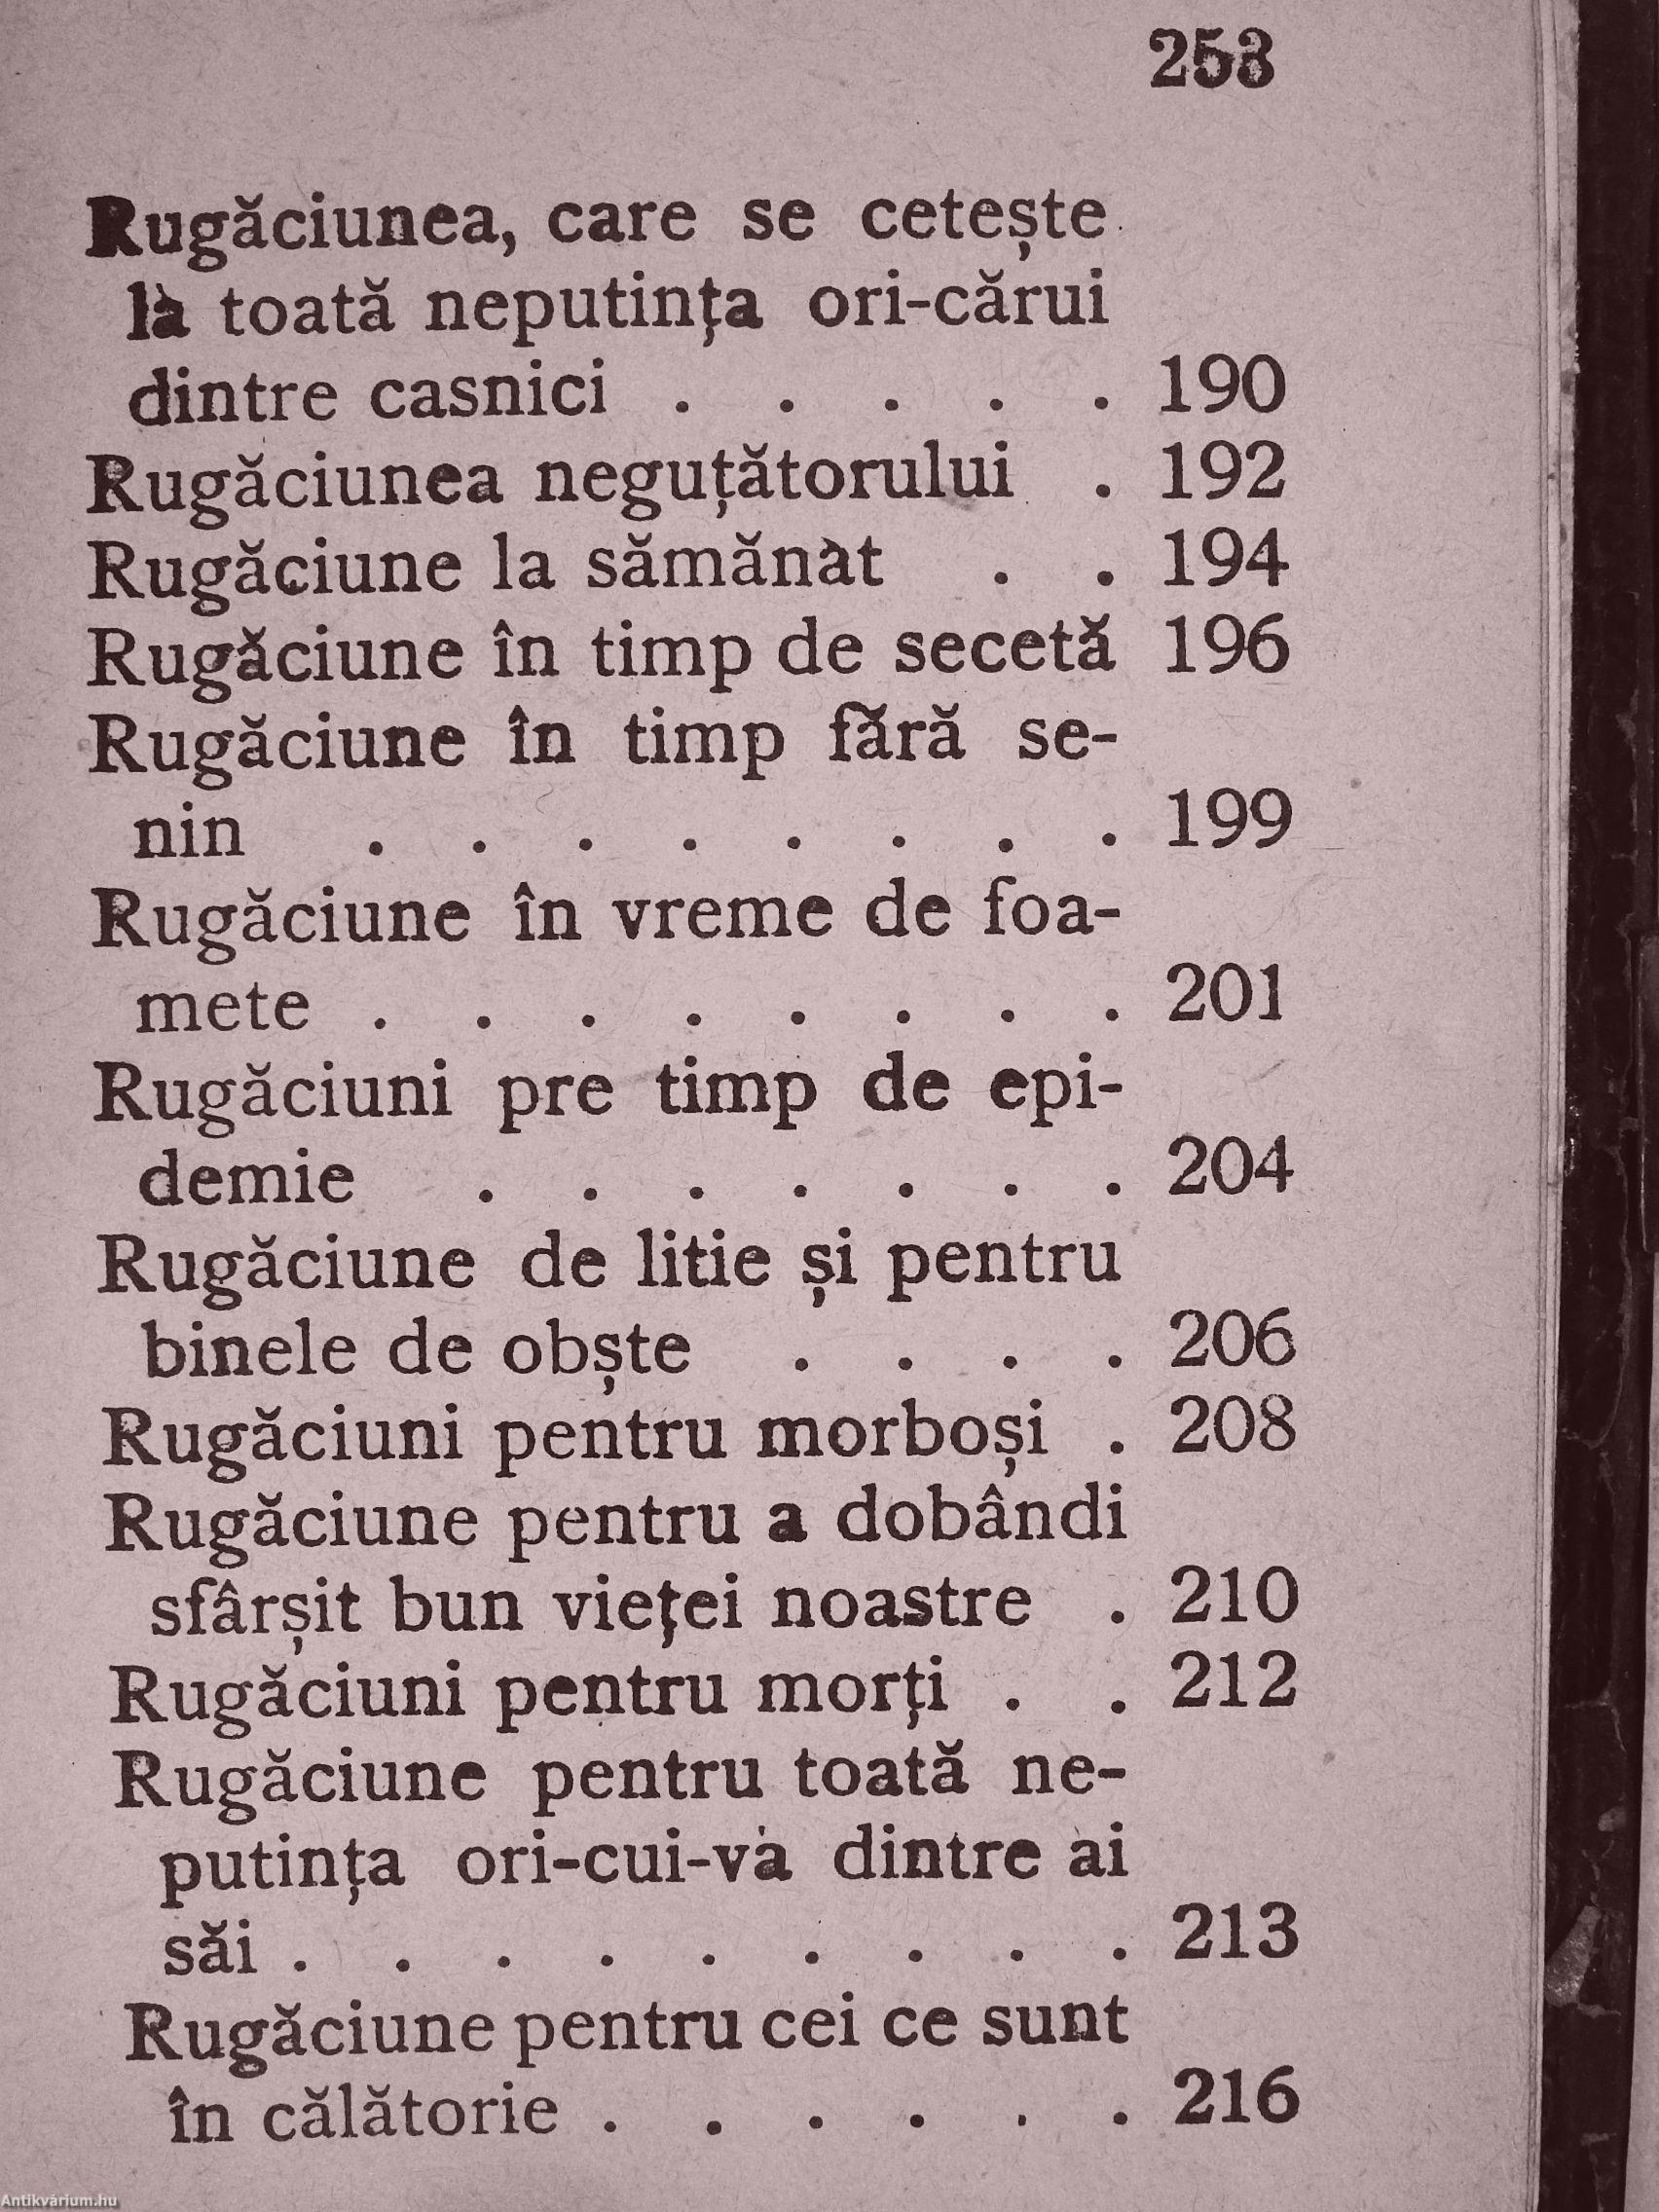 253
Rugăciunea, care se cetește
la toată neputința ori-cărui
dintre casnici . . . . . 190
Rugăciunea neguțătorului . 192
Rugăciune la sămănat . . 194
Rugăciune în timp de secetă 196
Rugăciune în timp fără se-
nin . . . . . . . . 199
Rugăciune în vreme de foa-
mete . . . . . . . . 201
Rugăciuni pre timp de epi-
demie . . . . . . . 204
Rugăciune de litie și pentru
binele de obște . . . . 206
Rugăciuni pentru morboși . 208
Rugăciune pentru a dobândi
sfârșit bun vieței noastre . 210
Rugăciuni pentru morți . . 212
Rugăciune pentru toată ne-
putința ori-cui-va dintre ai
săi . . . . . . . . . 213
Rugăciune pentru cei ce sunt
în călătorie . . . . . . 216
Antikvárium.hu